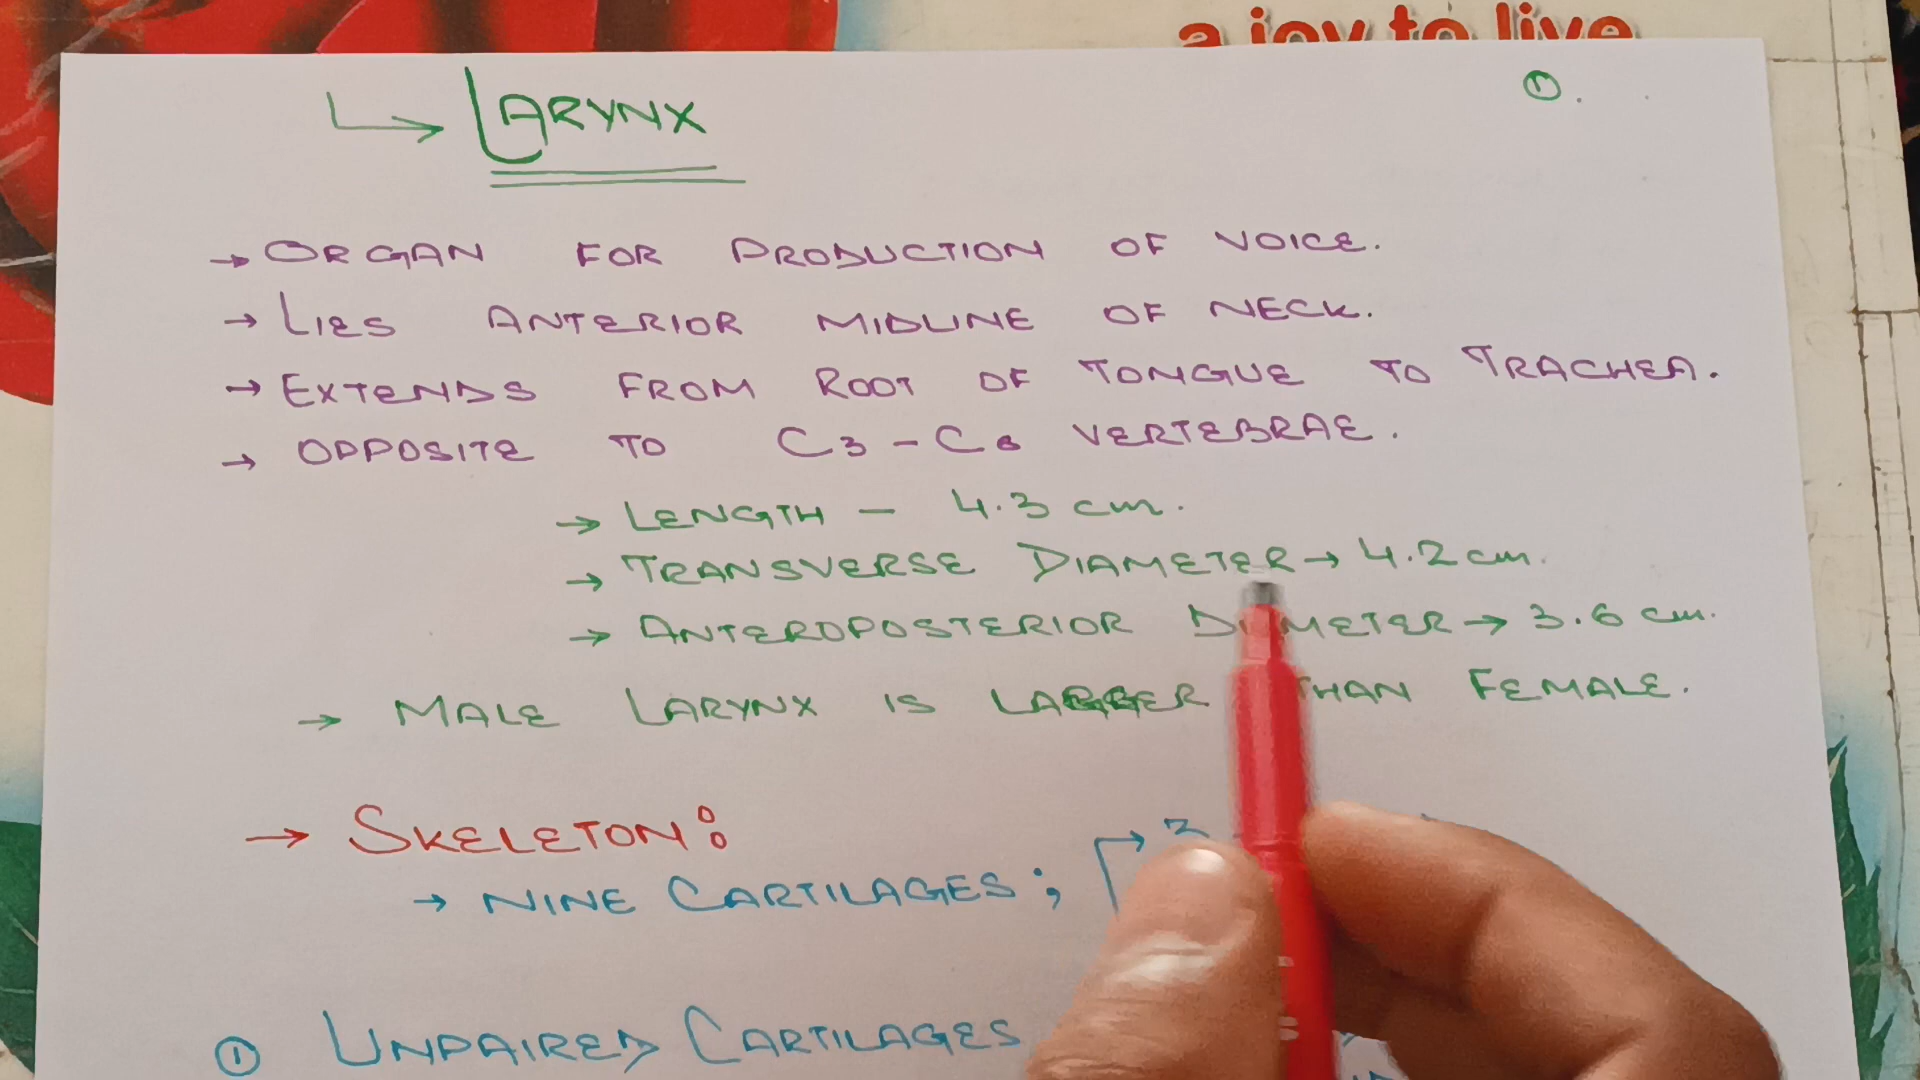 a joy to live
→ LARYNX
1.
→ ORGAN FOR PRODUCTION OF VOICE.
→ LIES ANTERIOR MIDLINE OF NECK.
→ EXTENDS FROM ROOT OF TONGUE TO TRACHEA.
→ OPPOSITE TO C3 - C6 VERTEBRAE.
→ LENGTH - 4.3 cm.
→ TRANSVERSE DIAMETER → 4.2 cm.
→ ANTEROPOSTERIOR DIAMETER → 3.6 cm.
→ MALE LARYNX IS LARGER THAN FEMALE.
→ SKELETON:
→ NINE CARTILAGES;
① UNPAIRED CARTILAGES